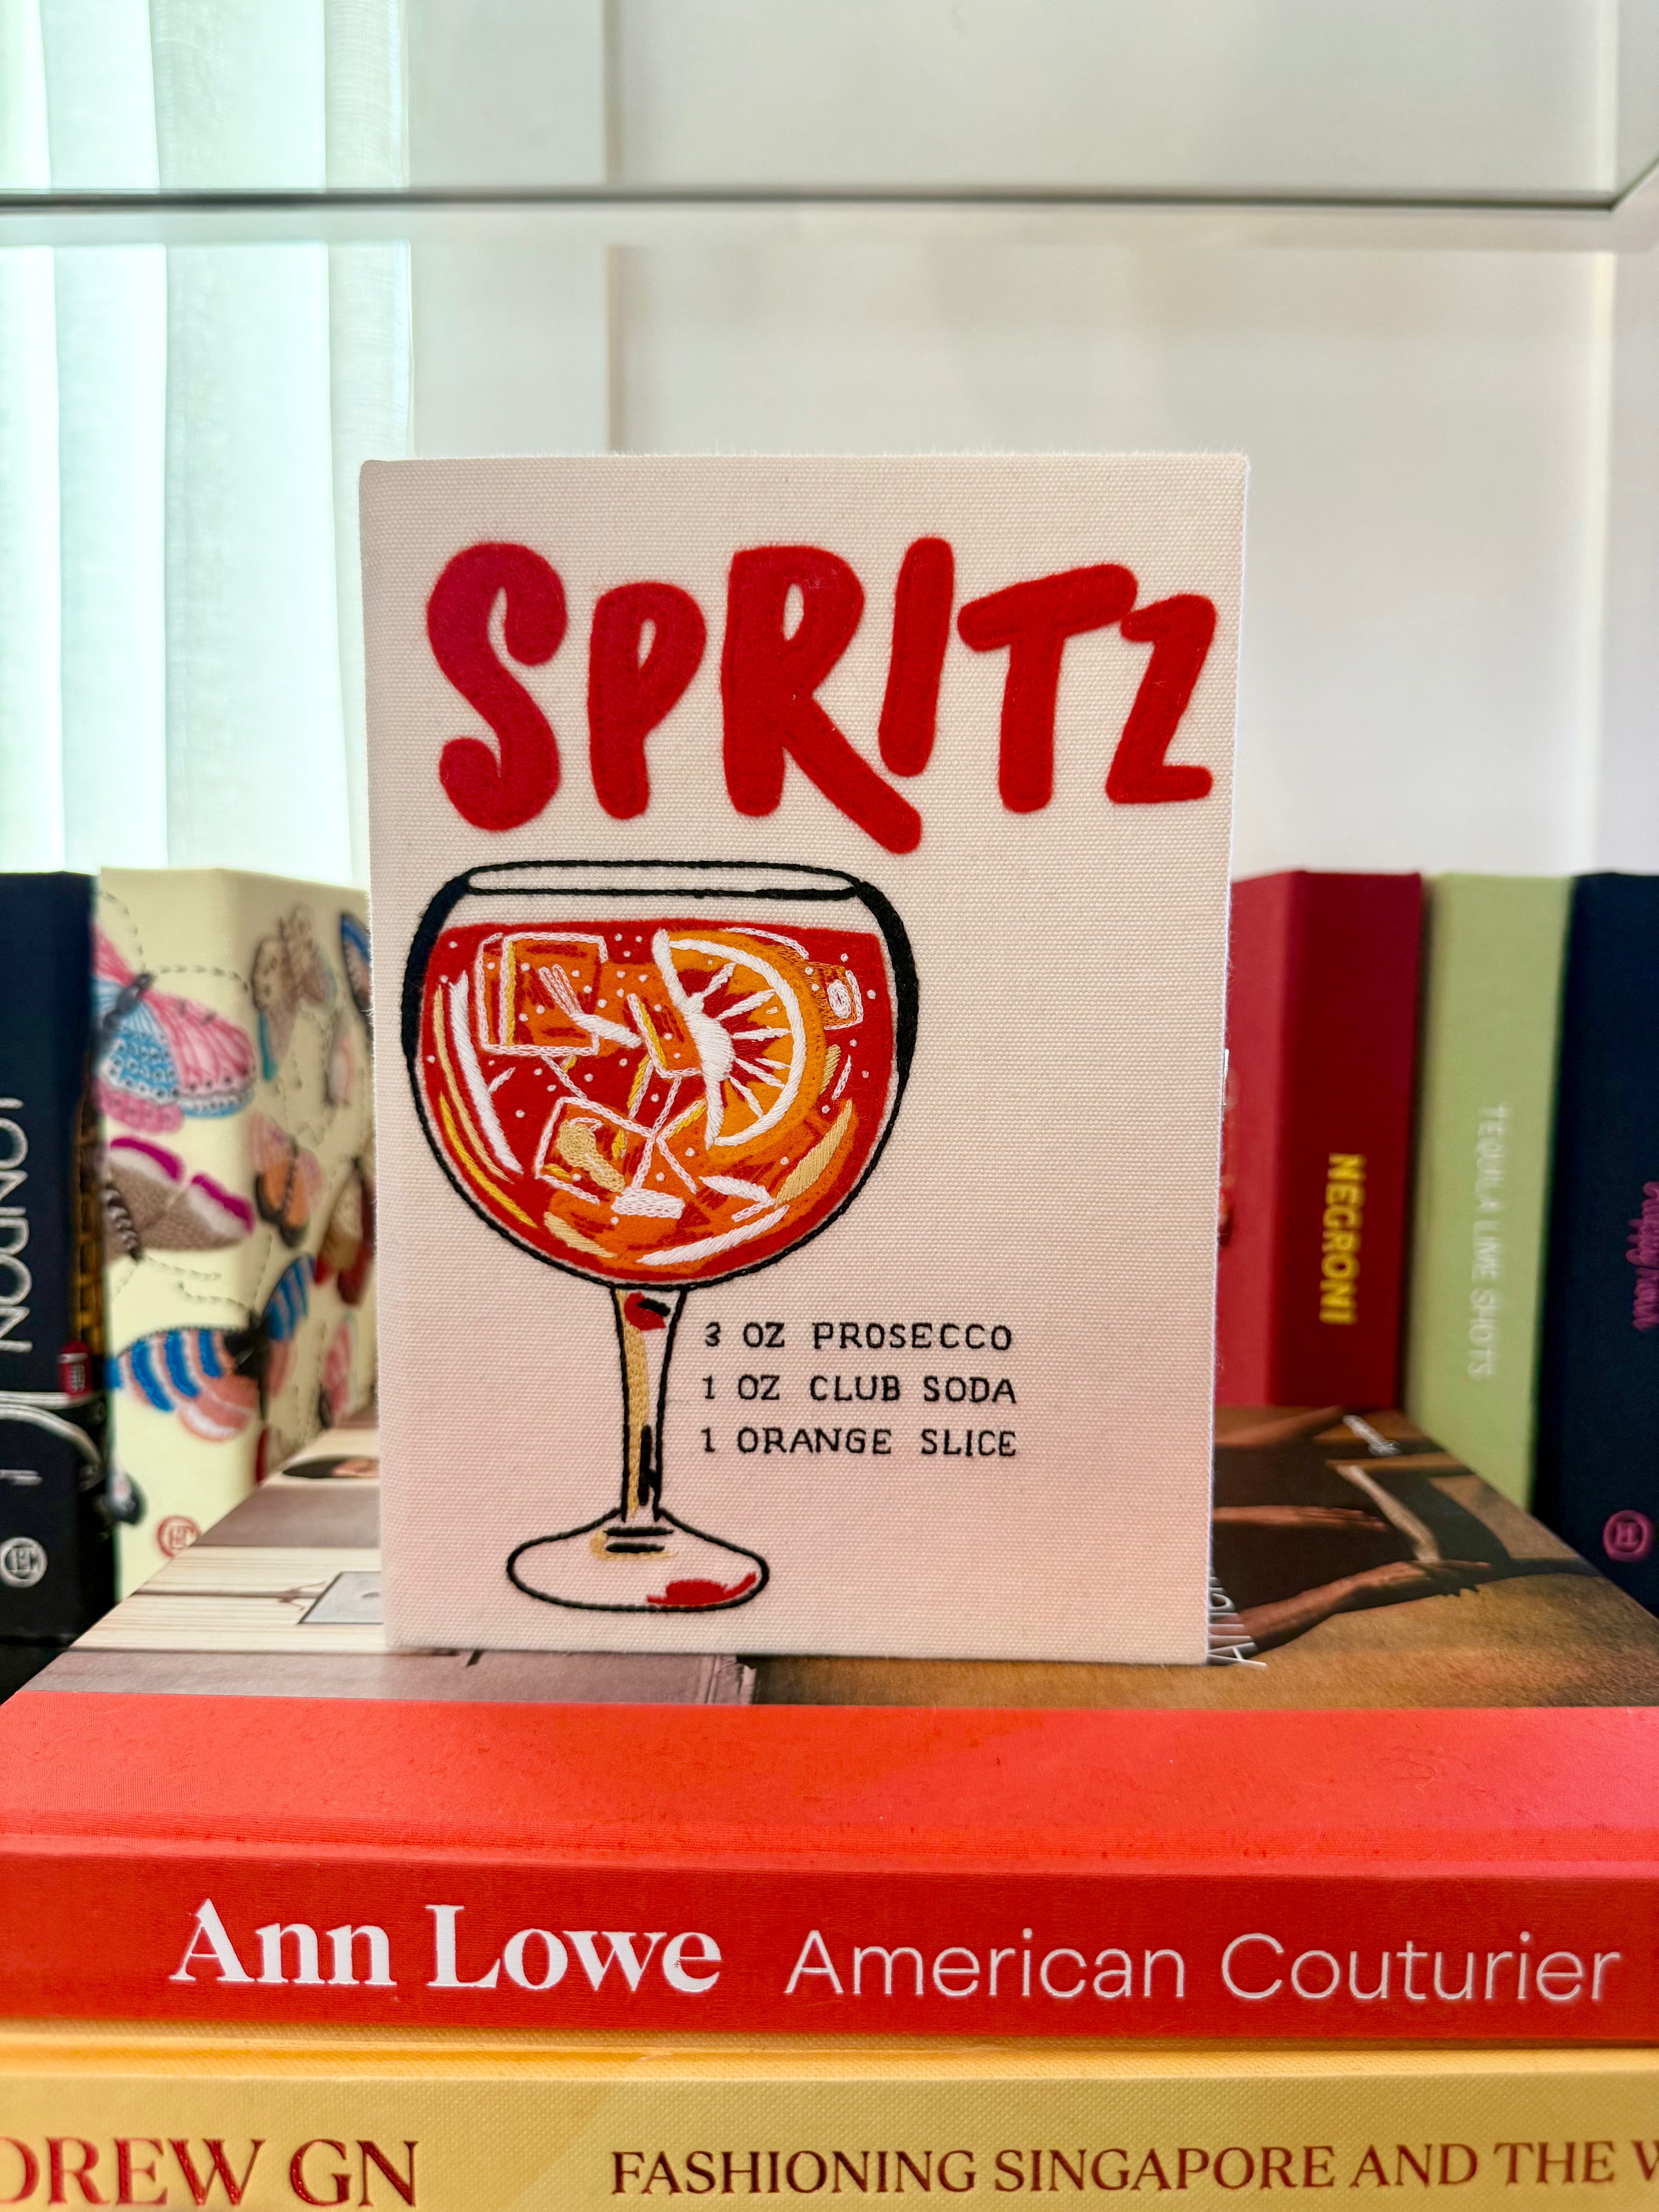 SPRITZ
3 OZ PROSECCO
1 OZ CLUB SODA
1 ORANGE SLICE
LONDON
NEGRONI
TEQUILA LIME SHOTS
Ann Lowe American Couturier
DREW GN FASHIONING SINGAPORE AND THE W